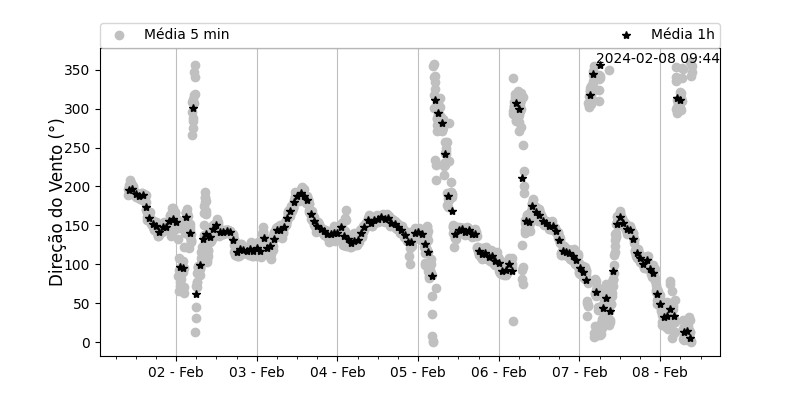 Média 5 min
Média 1h
2024-02-08 09:44
Direção do Vento (°)
350
300
250
200
150
100
50
0
02 - Feb
03 - Feb
04 - Feb
05 - Feb
06 - Feb
07 - Feb
08 - Feb